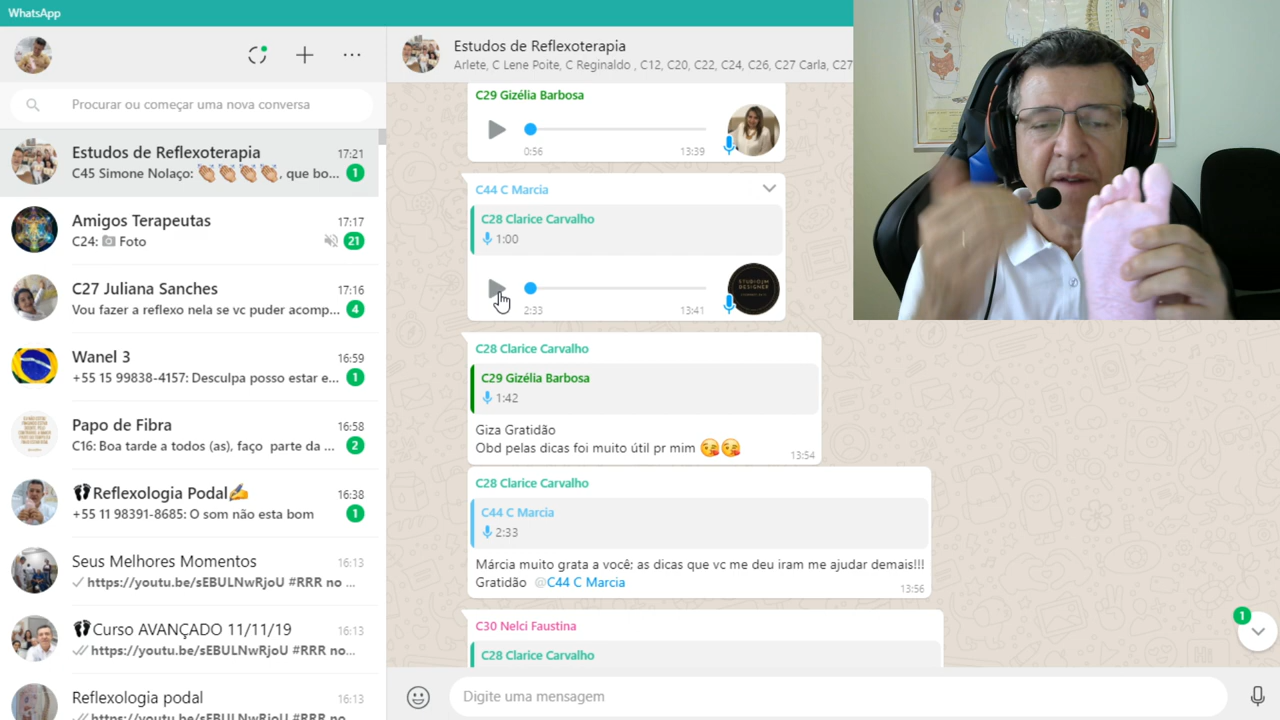 WhatsApp
Procurar ou começar uma nova conversa
Estudos de Reflexoterapia 17:21
C45 Simone Nolaço: 👏🏼👏🏼👏🏼👏🏼, que bo... 1
Amigos Terapeutas 17:17
C24: 📷 Foto 21
C27 Juliana Sanches 17:16
Vou fazer a reflexo nela se vc puder acomp... 4
Wanel 3 16:59
+55 15 99838-4157: Desculpa posso estar e... 1
Papo de Fibra 16:58
C16: Boa tarde a todos (as), faço parte da ... 2
👣Reflexologia Podal✍ 16:38
+55 11 98391-8685: O som não esta bom 1
Seus Melhores Momentos 16:13
https://youtu.be/sEBULNwRjoU #RRR no ...
👣Curso AVANÇADO 11/11/19 16:13
https://youtu.be/sEBULNwRjoU #RRR no...
Reflexologia podal 16:13
https://youtu.be/sEBULNwRjoU #RRR no
Estudos de Reflexoterapia
Arlete, C Lene Poite, C Reginaldo , C12, C20, C22, C24, C26, C27 Carla, C27
C29 Gizélia Barbosa
0:56 13:39
C44 C Marcia
C28 Clarice Carvalho
1:00
STUDIO JM
DESIGNER
2:33 13:41
C28 Clarice Carvalho
C29 Gizélia Barbosa
1:42
Giza Gratidão
Obd pelas dicas foi muito útil pr mim 😘😘 13:54
C28 Clarice Carvalho
C44 C Marcia
2:33
Márcia muito grata a você; as dicas que vc me deu iram me ajudar demais!!!
Gratidão @C44 C Marcia 13:56
C30 Nelci Faustina
C28 Clarice Carvalho
1
Digite uma mensagem